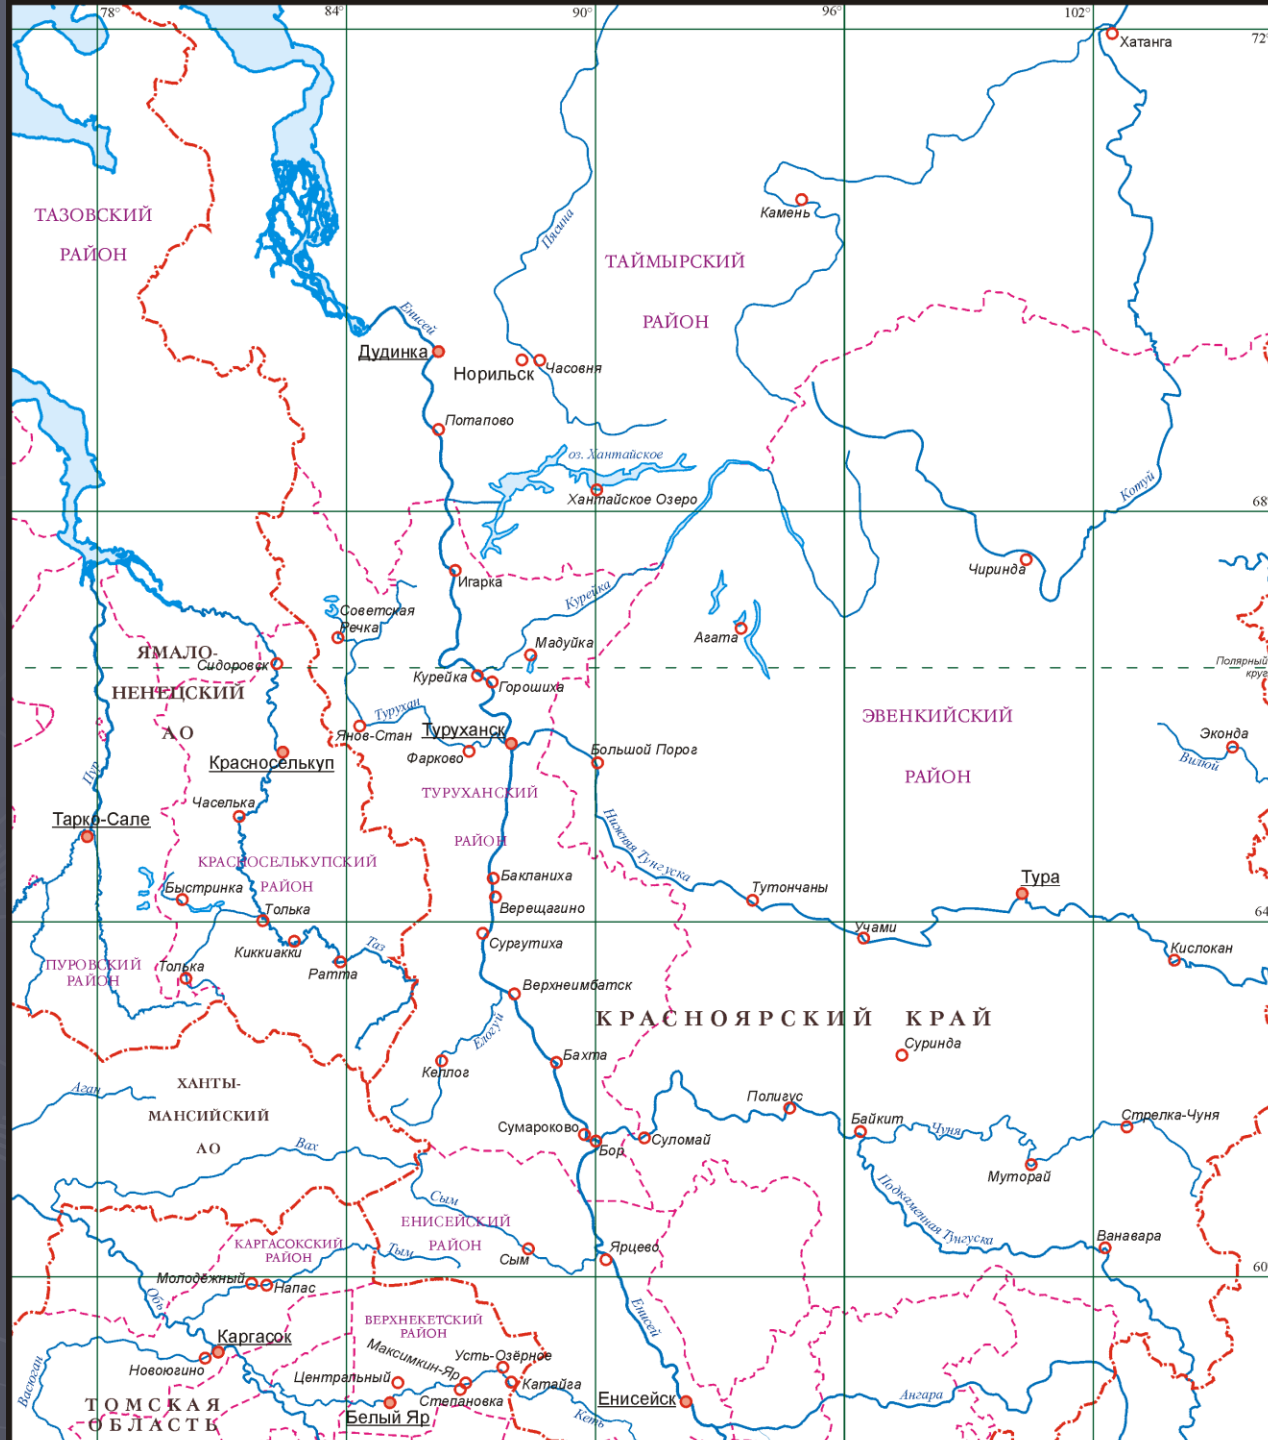 78°
84°
90°
96°
102°
72°
Хатанга
Камень
ТАЗОВСКИЙ
РАЙОН
Пясина
ТАЙМЫРСКИЙ
РАЙОН
Енисей
Дудинка
Норильск
Часовня
Потапово
оз. Хантайское
Хантайское Озеро
Котуй
68°
Чиринда
Игарка
Курейка
Советская
Речка
Мадуйка
Агата
ЯМАЛО-
НЕНЕЦКИЙ
АО
Сидоровск
Полярный
круг
Курейка
Горошиха
Турухан
Янов-Стан
Туруханск
Фарково
Большой Порог
ЭВЕНКИЙСКИЙ
РАЙОН
Эконда
Вилюй
Пур
Красноселькуп
ТУРУХАНСКИЙ
РАЙОН
Часелька
Тарко-Сале
Нижняя Тунгуска
КРАСНОСЕЛЬКУПСКИЙ
РАЙОН
Быстринка
Бакланиха
Верещагино
Тутончаны
Тура
Толька
64°
Учами
Сургутиха
Киккиакки
Таз
Кислокан
ПУРОВСКИЙ
РАЙОН
Толька
Ратта
Верхнеимбатск
КРАСНОЯРСКИЙ КРАЙ
Суринда
Елогуй
Бахта
Келлог
ХАНТЫ-
МАНСИЙСКИЙ
АО
Аган
Полигус
Стрелка-Чуня
Байкит
Чуня
Сумароково
Суломай
Бор
Вах
Муторай
Подкаменная Тунгуска
Сым
ЕНИСЕЙСКИЙ
РАЙОН
Ванавара
КАРГАСОКСКИЙ
РАЙОН
Тым
Сым
Ярцево
60°
Молодёжный
Напас
Обь
Енисей
ВЕРХНЕКЕТСКИЙ
РАЙОН
Каргасок
Новоюгино
Максимкин-Яр
Усть-Озёрное
Центральный
Катайга
Степановка
Васюган
Белый Яр
Кеть
Енисейск
Ангара
ТОМСКАЯ
ОБЛАСТЬ